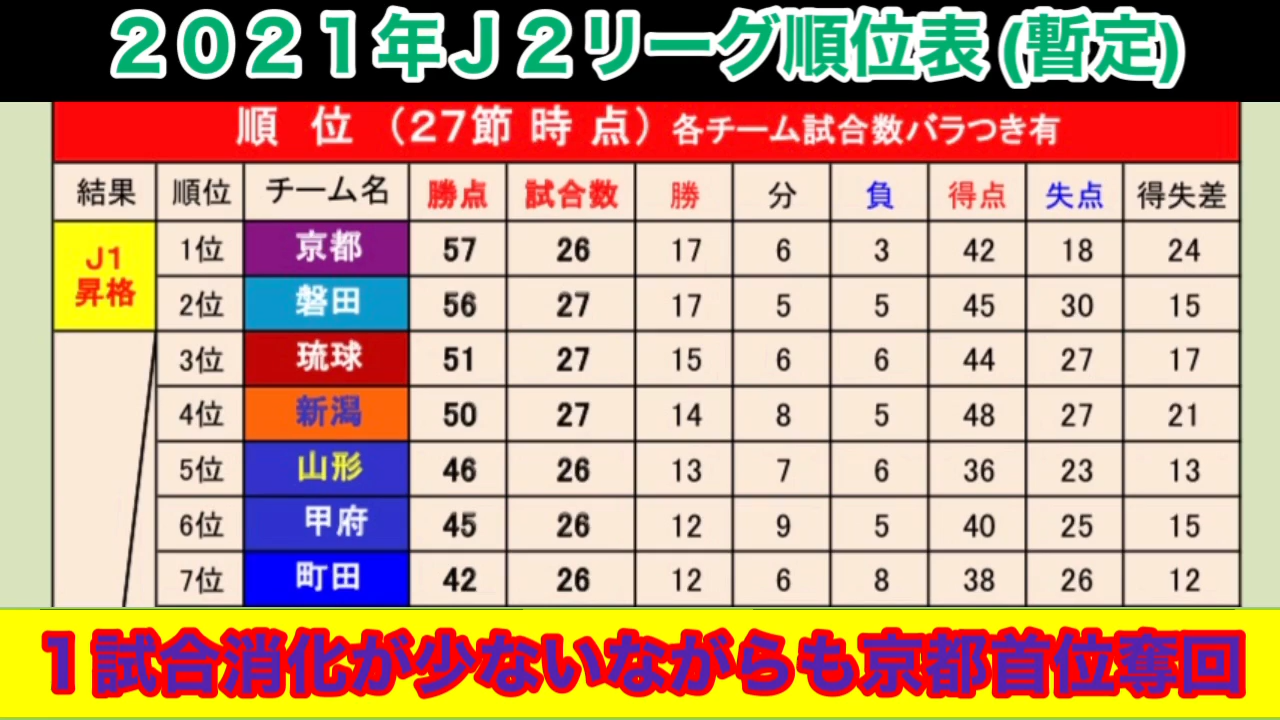 2021年J2リーグ順位表(暫定)
順位(27節時点)各チーム試合数バラつき有
結果 順位 チーム名 勝点 試合数 勝 分 負 得点 失点 得失差
J1
昇格
1位 京都 57 26 17 6 3 42 18 24
2位 磐田 56 27 17 5 5 45 30 15
3位 琉球 51 27 15 6 6 44 27 17
4位 新潟 50 27 14 8 5 48 27 21
5位 山形 46 26 13 7 6 36 23 13
6位 甲府 45 26 12 9 5 40 25 15
7位 町田 42 26 12 6 8 38 26 12
1試合消化が少ないながらも京都首位奪回